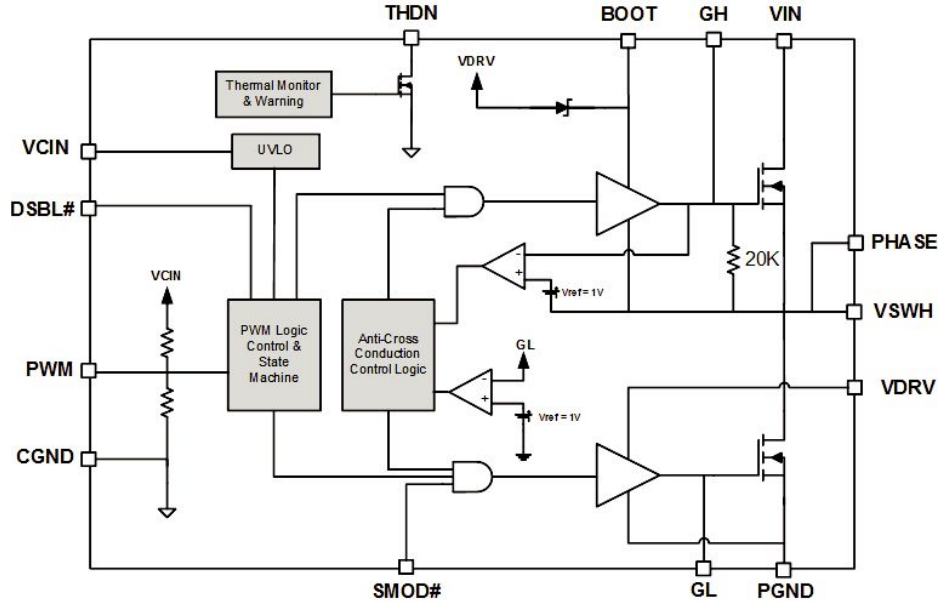 THDN
BOOT
GH
VIN
VDRV
Thermal Monitor
& Warning
VCIN
UVLO
DSBL#
PHASE
20K
VCIN
Vref = 1V
VSWH
PWM Logic
Control &
State
Machine
Anti-Cross
Conduction
Control Logic
GL
PWM
VDRV
Vref = 1V
CGND
SMOD#
GL
PGND
-
+
-
+